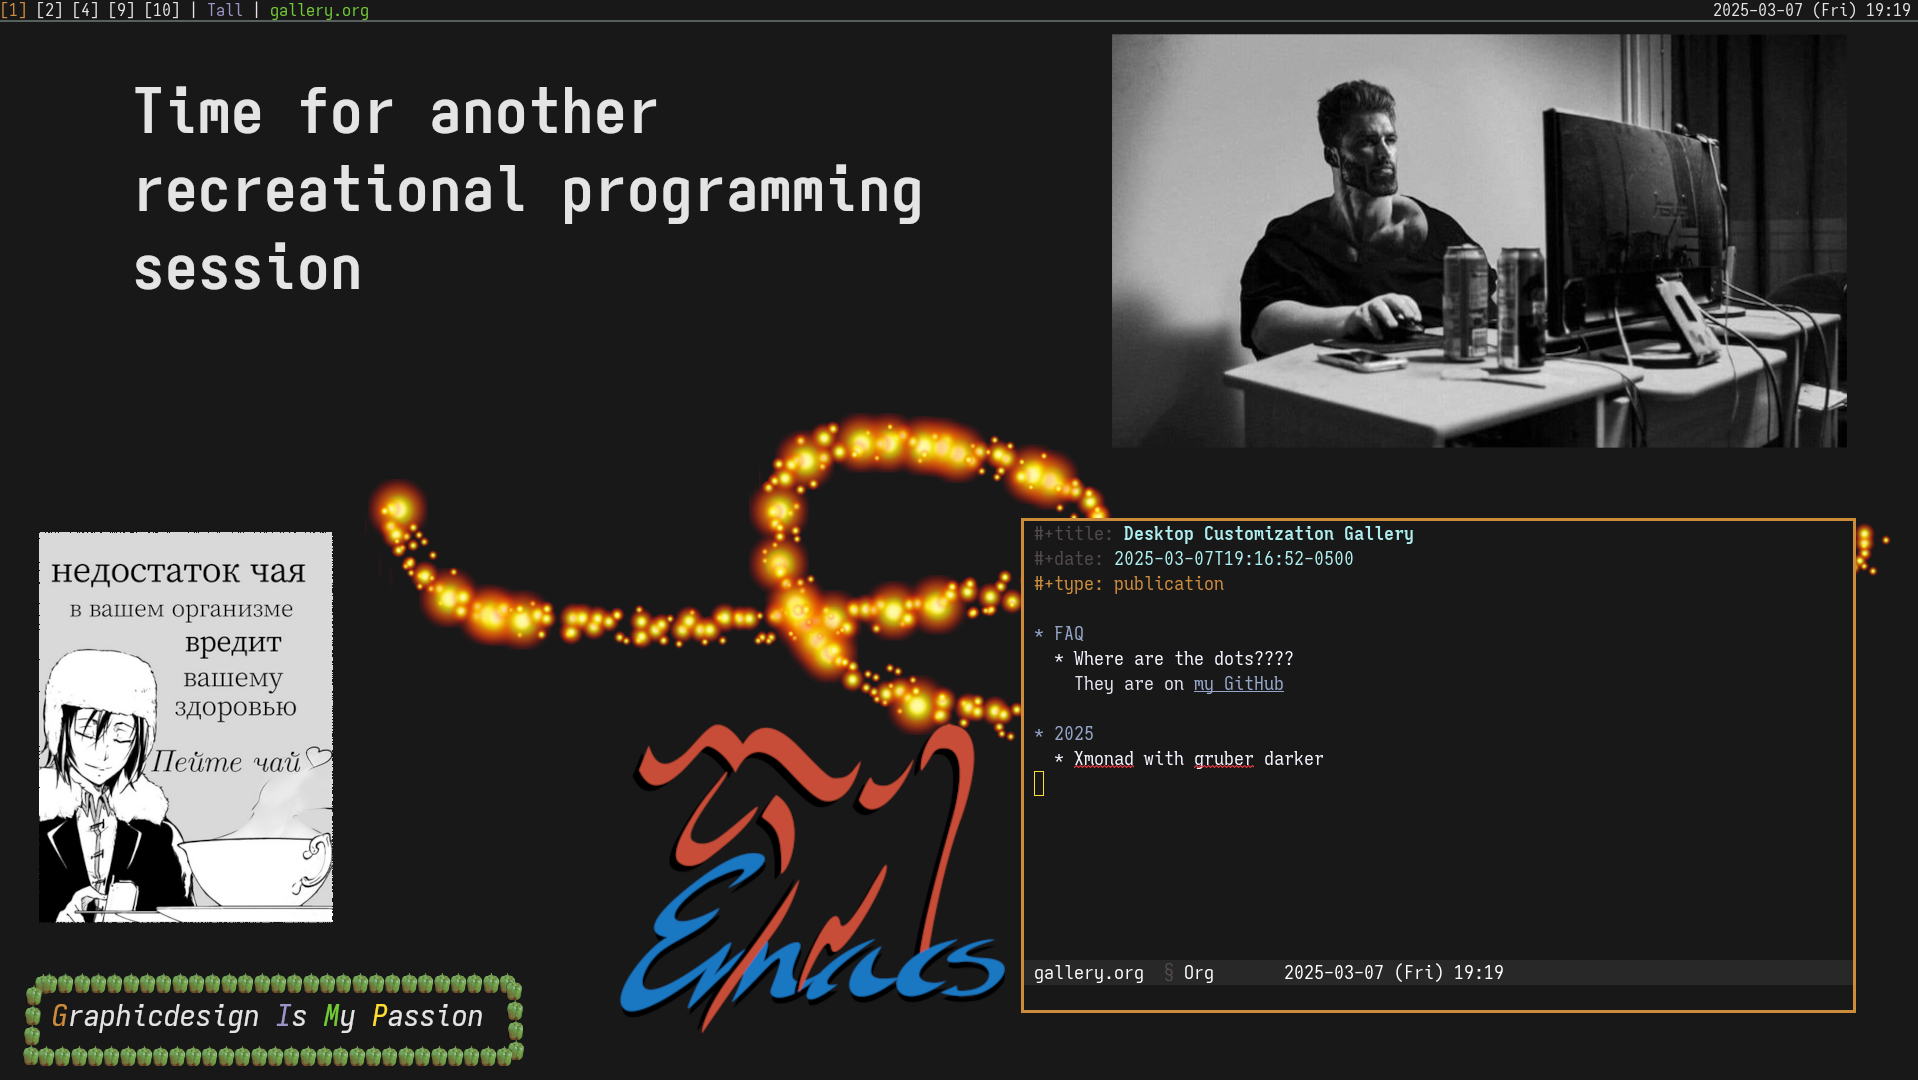 [1] [2] [4] [9] [10] | Tall | gallery.org
2025-03-07 (Fri) 19:19
Time for another
recreational programming
session
ASUS
недостаток чая
в вашем организме
вредит
вашему
здоровью
Пейте чай♡
Emacs
Graphicdesign Is My Passion
#+title: Desktop Customization Gallery
#+date: 2025-03-07T19:16:52-0500
#+type: publication
* FAQ
* Where are the dots????
They are on my GitHub
* 2025
* Xmonad with gruber darker
gallery.org § Org 2025-03-07 (Fri) 19:19